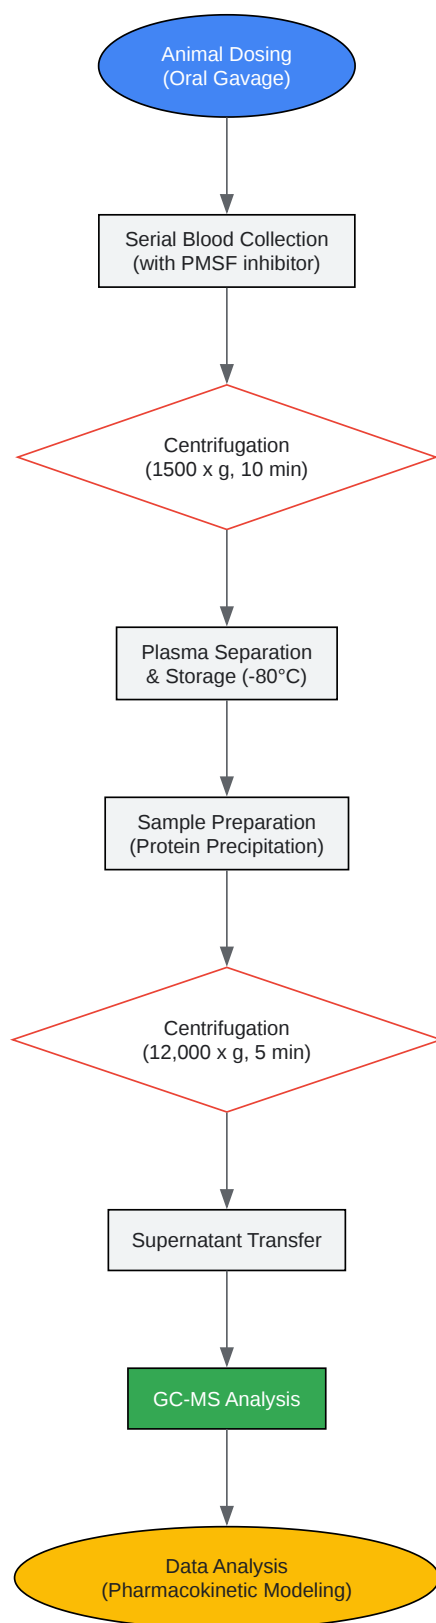 Animal Dosing
(Oral Gavage)
Serial Blood Collection
(with PMSF inhibitor)
Centrifugation
(1500 x g, 10 min)
Plasma Separation
& Storage (-80°C)
Sample Preparation
(Protein Precipitation)
Centrifugation
(12,000 x g, 5 min)
Supernatant Transfer
GC-MS Analysis
Data Analysis
(Pharmacokinetic Modeling)